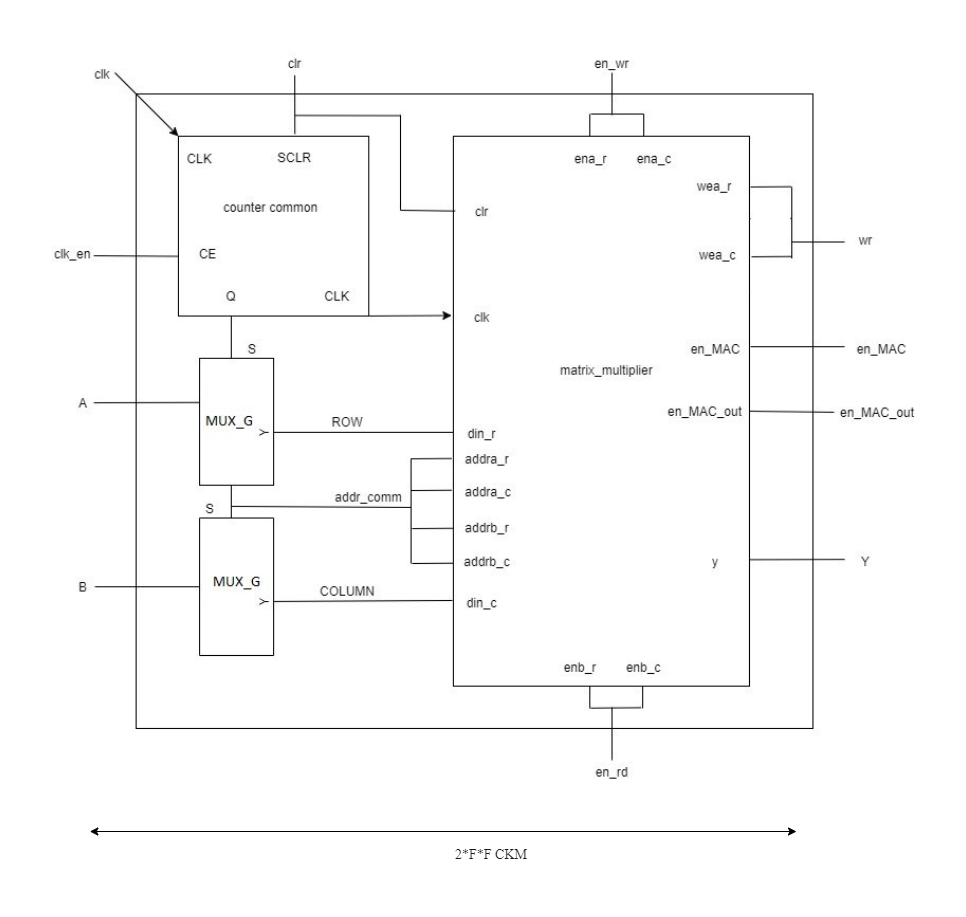 clr
en_wr
clk
CLK
SCLR
ena_r
ena_c
wea_r
counter common
clr
wr
clk_en
CE
wea_c
Q
CLK
clk
S
en_MAC
en_MAC
matrix_multiplier
A
MUX_G
Y
ROW
en_MAC_out
en_MAC_out
din_r
addra_r
addr_comm
addra_c
S
addrb_r
addrb_c
y
Y
B
MUX_G
Y
COLUMN
din_c
enb_r
enb_c
en_rd
2*F*F CKM